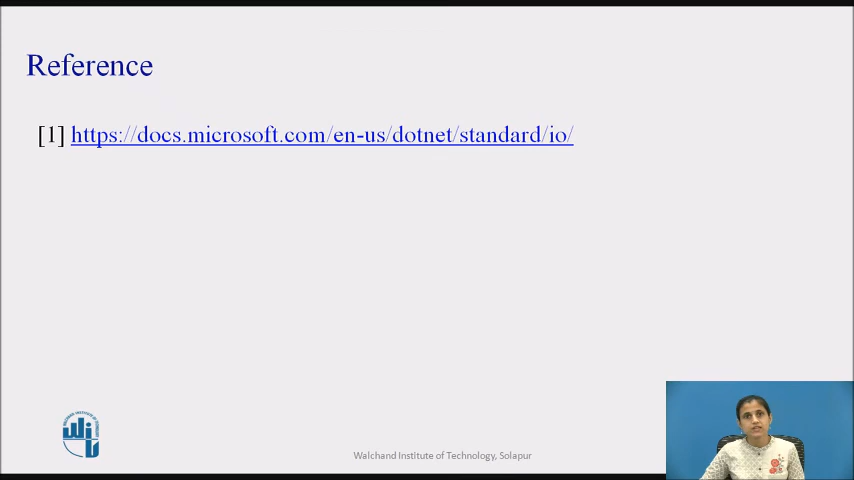 Reference
[1] https://docs.microsoft.com/en-us/dotnet/standard/io/
Walchand Institute of Technology, Solapur